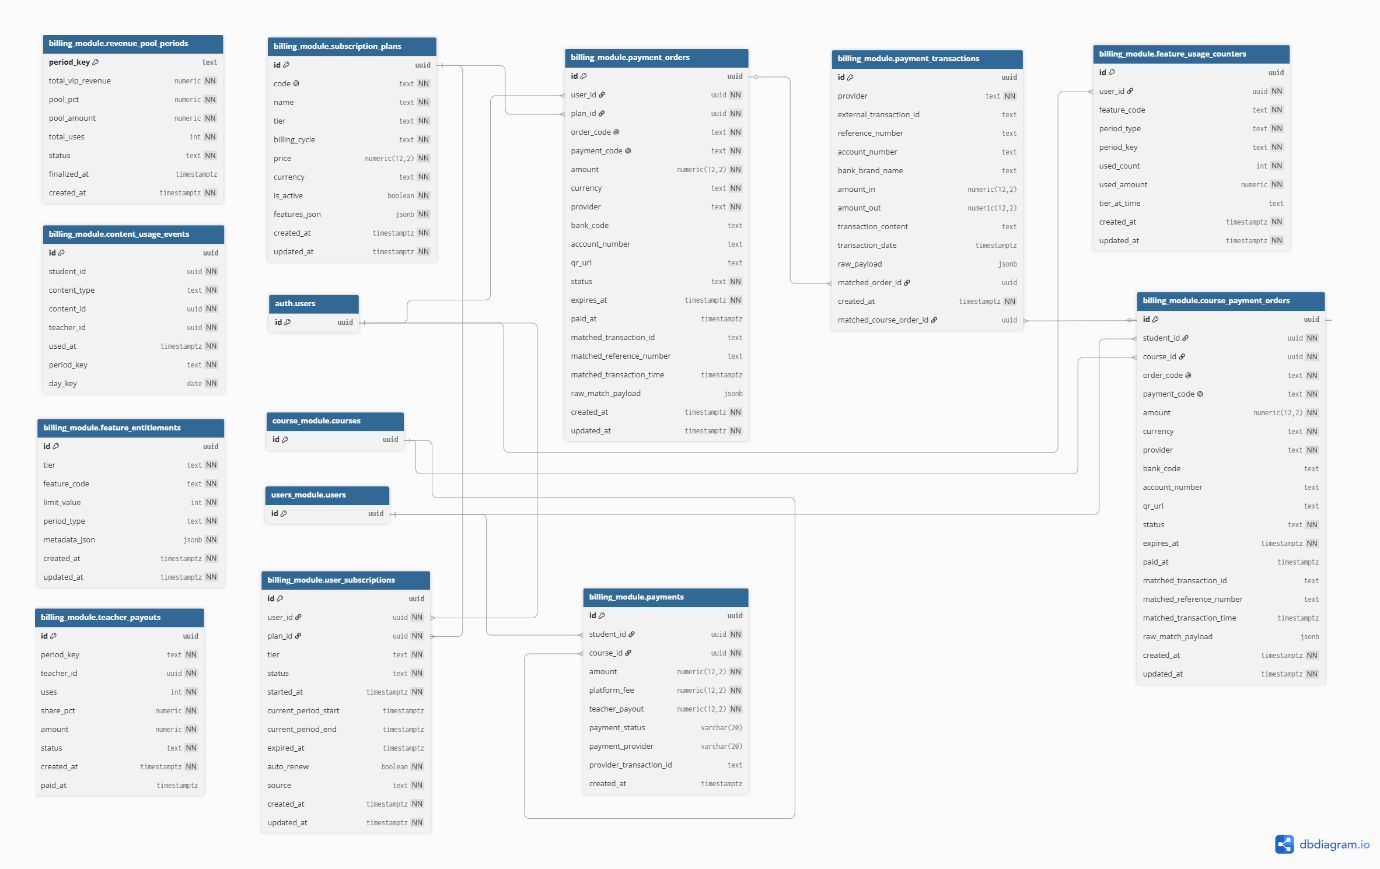 billing_module.revenue_pool_periods
period_key text
total_vip_revenue numeric NN
pool_pct numeric NN
pool_amount numeric NN
total_uses int NN
status text NN
finalized_at timestamptz
created_at timestamptz NN
billing_module.content_usage_events
id uuid
student_id uuid NN
content_type text NN
content_id uuid NN
teacher_id uuid NN
used_at timestamptz NN
period_key text NN
day_key date NN
billing_module.feature_entitlements
id uuid
tier text NN
feature_code text NN
limit_value int NN
period_type text NN
metadata_json jsonb NN
created_at timestamptz NN
updated_at timestamptz NN
billing_module.teacher_payouts
id uuid
period_key text NN
teacher_id uuid NN
uses int NN
share_pct numeric NN
amount numeric NN
status text NN
created_at timestamptz NN
paid_at timestamptz
billing_module.subscription_plans
id uuid
code text NN
name text NN
tier text NN
billing_cycle text NN
price numeric(12,2) NN
currency text NN
is_active boolean NN
features_json jsonb NN
created_at timestamptz NN
updated_at timestamptz NN
auth.users
id uuid
course_module.courses
id uuid
users_module.users
id uuid
billing_module.user_subscriptions
id uuid
user_id uuid NN
plan_id uuid NN
tier text NN
status text NN
started_at timestamptz NN
current_period_start timestamptz
current_period_end timestamptz
expired_at timestamptz
auto_renew boolean NN
source text NN
created_at timestamptz NN
updated_at timestamptz NN
billing_module.payment_orders
id uuid
user_id uuid NN
plan_id uuid NN
order_code text NN
payment_code text NN
amount numeric(12,2) NN
currency text NN
provider text NN
bank_code text
account_number text
qr_url text
status text NN
expires_at timestamptz NN
paid_at timestamptz
matched_transaction_id text
matched_reference_number text
matched_transaction_time timestamptz
raw_match_payload jsonb
created_at timestamptz NN
updated_at timestamptz NN
billing_module.payments
id uuid
student_id uuid NN
course_id uuid NN
amount numeric(12,2) NN
platform_fee numeric(12,2) NN
teacher_payout numeric(12,2) NN
payment_status varchar(20)
payment_provider varchar(20)
provider_transaction_id text
created_at timestamptz
billing_module.payment_transactions
id uuid
provider text NN
external_transaction_id text
reference_number text
account_number text
bank_brand_name text
amount_in numeric(12,2)
amount_out numeric(12,2)
transaction_content text
transaction_date timestamptz
raw_payload jsonb
matched_order_id uuid
created_at timestamptz NN
matched_course_order_id uuid
billing_module.feature_usage_counters
id uuid
user_id uuid NN
feature_code text NN
period_type text NN
period_key text NN
used_count int NN
used_amount numeric NN
tier_at_time text
created_at timestamptz NN
updated_at timestamptz NN
billing_module.course_payment_orders
id uuid
student_id uuid NN
course_id uuid NN
order_code text NN
payment_code text NN
amount numeric(12,2) NN
currency text NN
provider text NN
bank_code text
account_number text
qr_url text
status text NN
expires_at timestamptz NN
paid_at timestamptz
matched_transaction_id text
matched_reference_number text
matched_transaction_time timestamptz
raw_match_payload jsonb
created_at timestamptz NN
updated_at timestamptz NN
dbdiagram.io